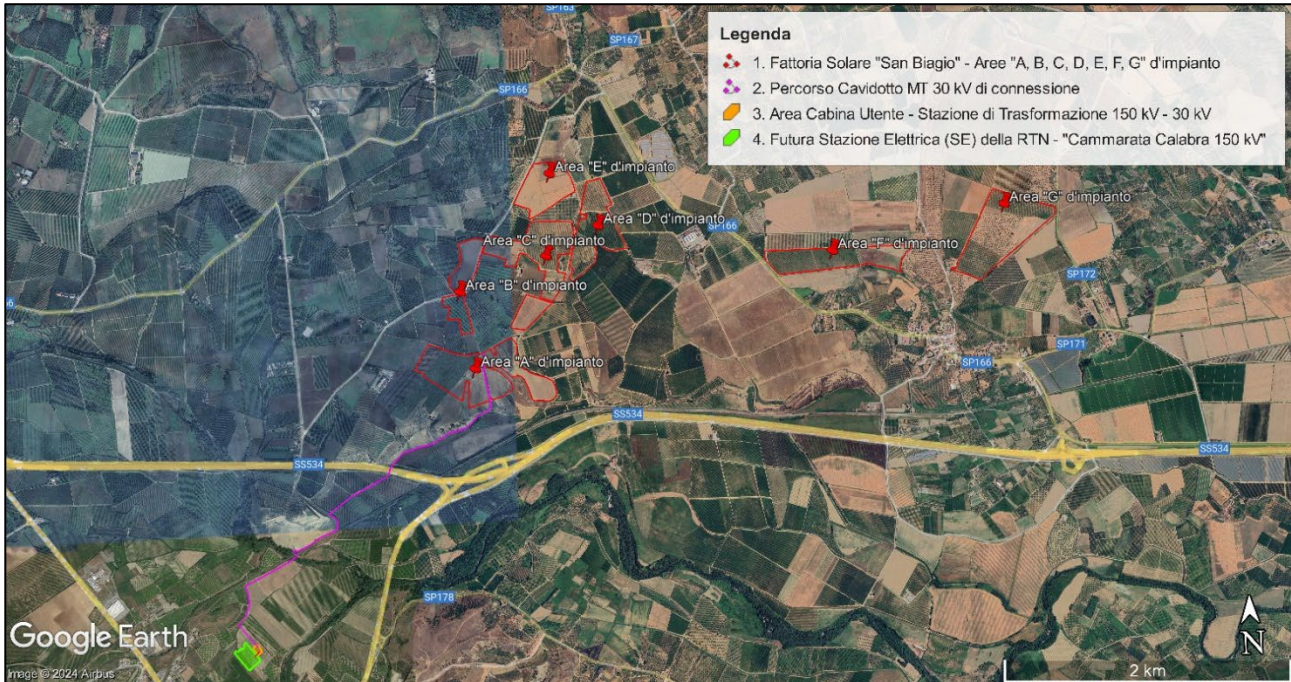 SP163
SP167
Legenda
1. Fattoria Solare "San Biagio" - Aree "A, B, C, D, E, F, G" d'impianto
2. Percorso Cavidotto MT 30 kV di connessione
3. Area Cabina Utente - Stazione di Trasformazione 150 kV - 30 kV
4. Futura Stazione Elettrica (SE) della RTN - "Cammarata Calabra 150 kV"
SP166
Area "E" d'impianto
Area "G" d'impianto
Area "D" d'impianto
SP166
Area "C" d'impianto
Area "F" d'impianto
SP172
Area "B" d'impianto
SP171
Area "A" d'impianto
SP166
SS534
SS534
SS534
SP178
Google Earth
Image © 2024 Airbus
N
2 km